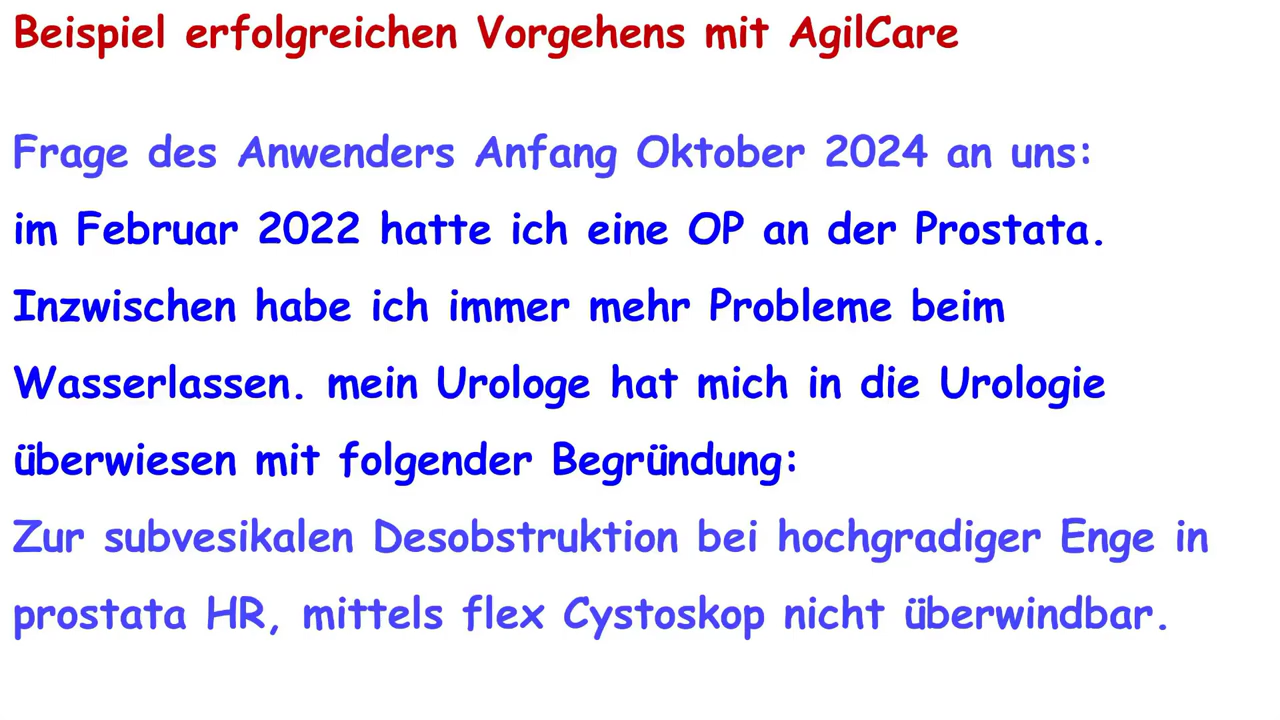 Beispiel erfolgreichen Vorgehens mit AgilCare
Frage des Anwenders Anfang Oktober 2024 an uns:
im Februar 2022 hatte ich eine OP an der Prostata.
Inzwischen habe ich immer mehr Probleme beim
Wasserlassen. mein Urologe hat mich in die Urologie
überwiesen mit folgender Begründung:
Zur subvesikalen Desobstruktion bei hochgradiger Enge in
prostata HR, mittels flex Cystoskop nicht überwindbar.